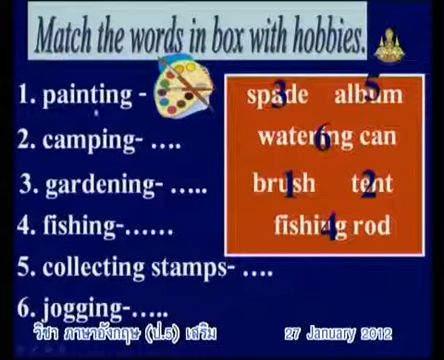 Match the words in box with hobbies.
1. painting -
2. camping- ....
3. gardening- .....
4. fishing-......
5. collecting stamps- ....
6. jogging-.....
spade album
3 5
watering can
6
brush tent
1 2
fishing rod
4
วิชา ภาษาอังกฤษ (ป.5) เสริม 27 January 2012